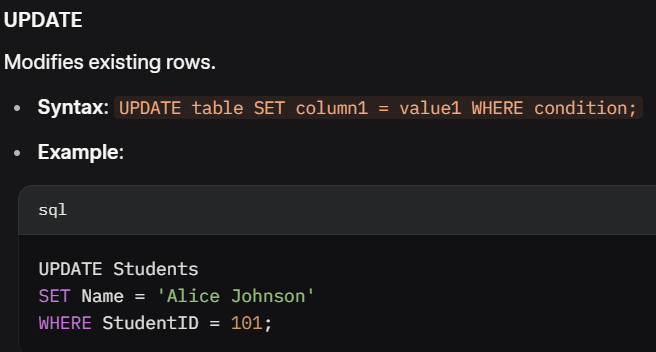 UPDATE
Modifies existing rows.
• Syntax: UPDATE table SET column1 = value1 WHERE condition;
• Example:
sql
UPDATE Students
SET Name = 'Alice Johnson'
WHERE StudentID = 101;